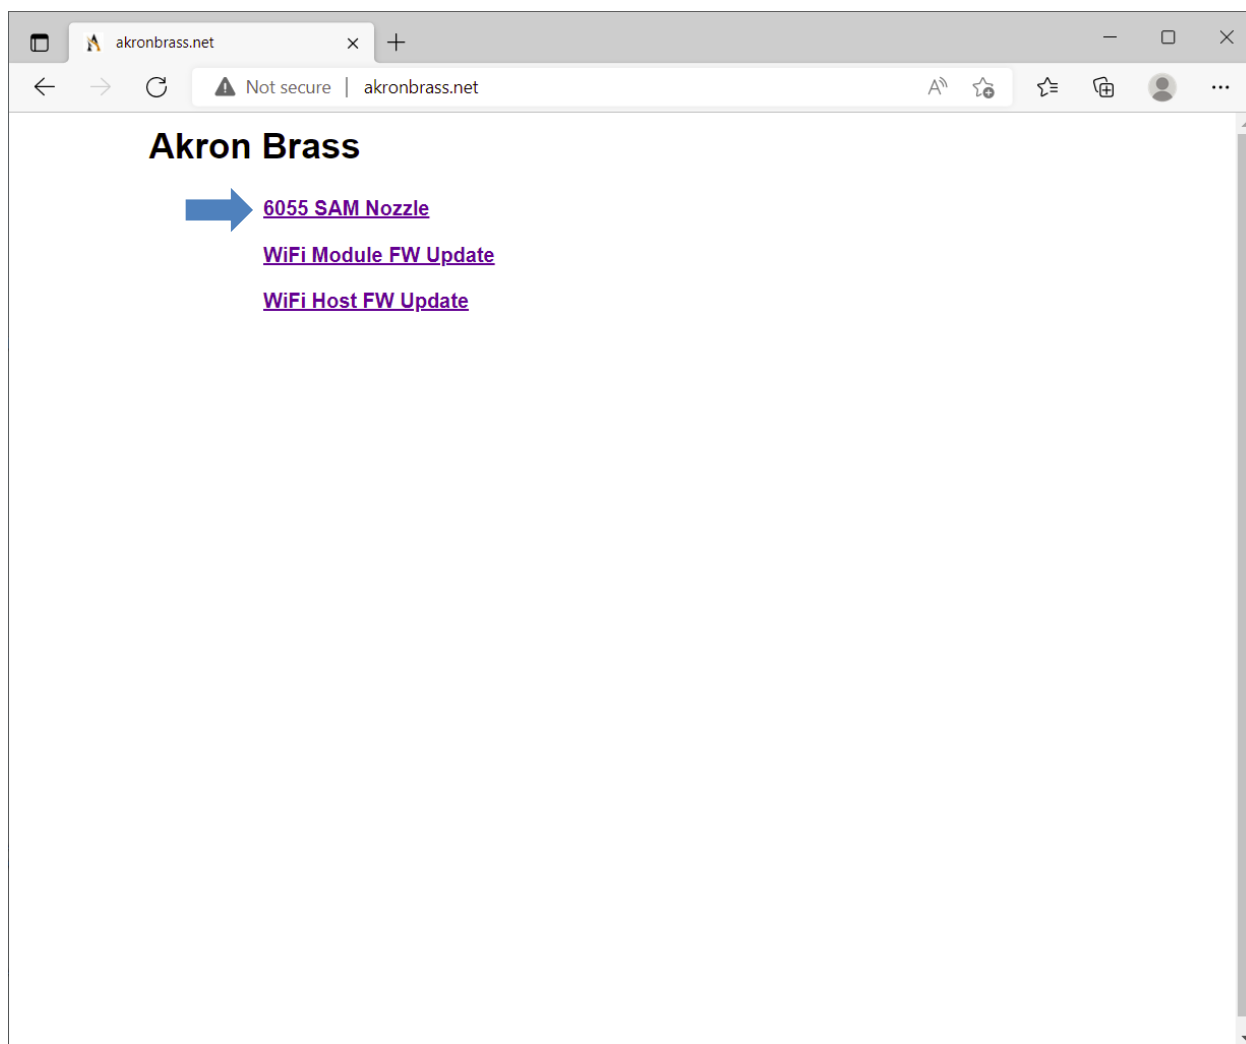 akronbrass.net
Not secure | akronbrass.net
Akron Brass
6055 SAM Nozzle
WiFi Module FW Update
WiFi Host FW Update